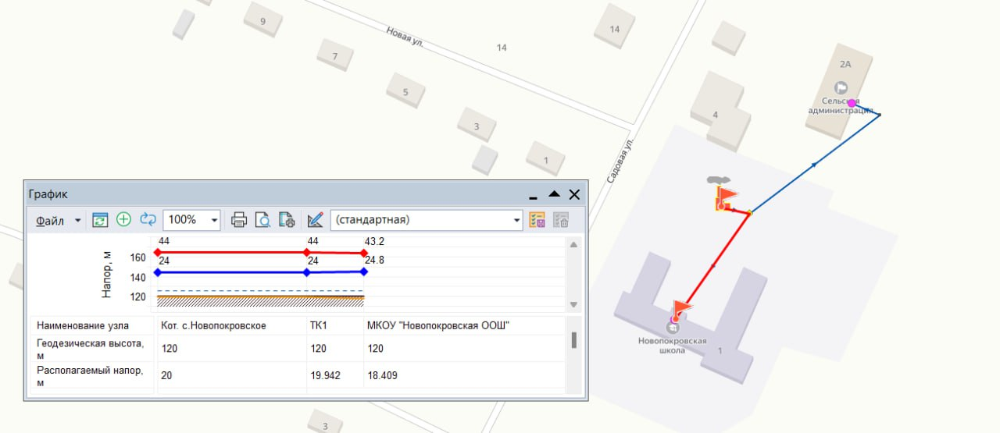 9
Новая ул.
14
14
7
2А
5
Сельская
администрация
4
3
1
Садовая ул.
График
Файл
100%
(стандартная)
44
44
43.2
160
24
24
24.8
Напор, м
140
120
Наименование узла
Кот. с.Новопокровское
ТК1
МКОУ "Новопокровская ООШ"
Геодезическая высота,
м
120
120
120
Располагаемый напор,
м
20
19.942
18.409
Новопокровская
школа
1
3